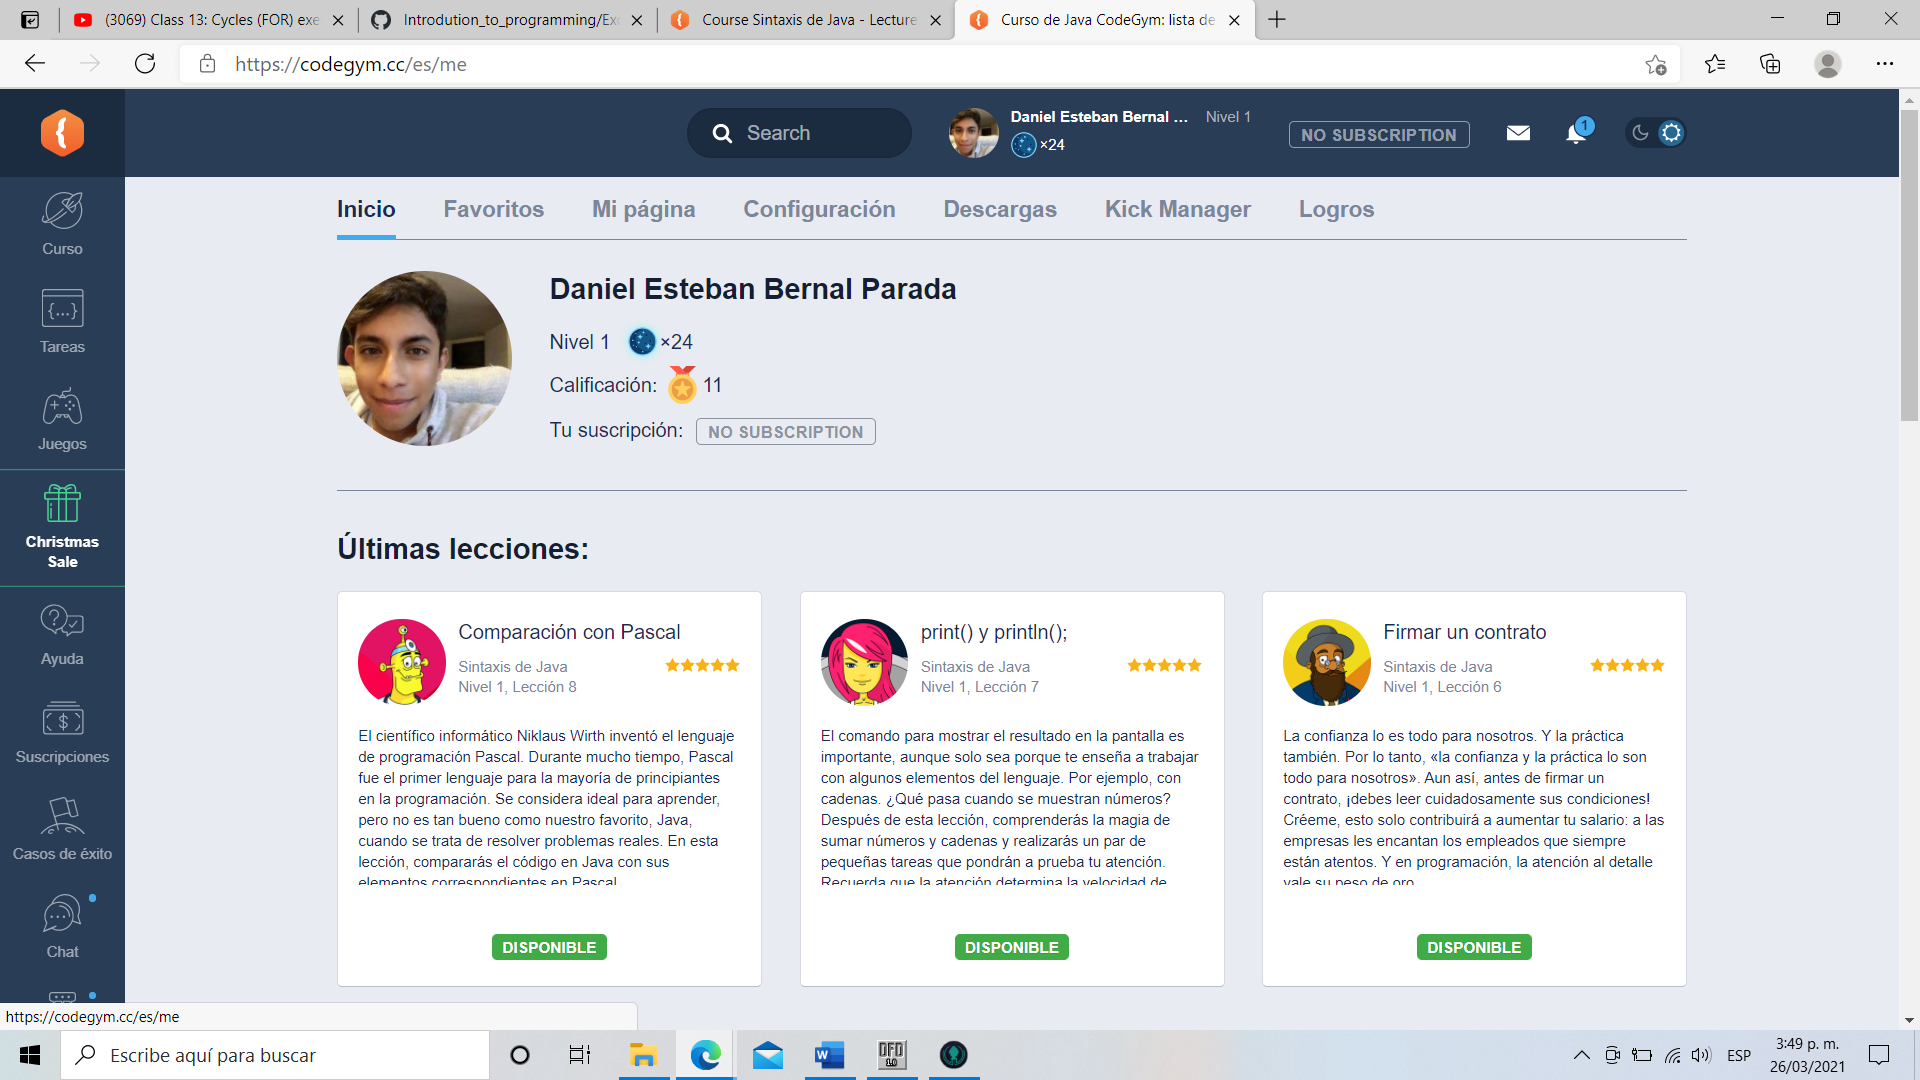 (3069) Class 13: Cycles (FOR) exe
Introdution_to_programming/Exc
Course Sintaxis de Java - Lecture
Curso de Java CodeGym: lista de
https://codegym.cc/es/me
Search
Daniel Esteban Bernal ...
Nivel 1
×24
NO SUBSCRIPTION
1
Inicio
Favoritos
Mi página
Configuración
Descargas
Kick Manager
Logros
Curso
Tareas
Juegos
Christmas
Sale
Ayuda
Suscripciones
Casos de éxito
Chat
Daniel Esteban Bernal Parada
Nivel 1 ×24
Calificación: 11
Tu suscripción: NO SUBSCRIPTION
Últimas lecciones:
Comparación con Pascal
Sintaxis de Java
Nivel 1, Lección 8
El científico informático Niklaus Wirth inventó el lenguaje
de programación Pascal. Durante mucho tiempo, Pascal
fue el primer lenguaje para la mayoría de principiantes
en la programación. Se considera ideal para aprender,
pero no es tan bueno como nuestro favorito, Java,
cuando se trata de resolver problemas reales. En esta
lección, compararás el código en Java con sus
elementos correspondientes en Pascal
DISPONIBLE
print() y println();
Sintaxis de Java
Nivel 1, Lección 7
El comando para mostrar el resultado en la pantalla es
importante, aunque solo sea porque te enseña a trabajar
con algunos elementos del lenguaje. Por ejemplo, con
cadenas. ¿Qué pasa cuando se muestran números?
Después de esta lección, comprenderás la magia de
sumar números y cadenas y realizarás un par de
pequeñas tareas que pondrán a prueba tu atención.
Recuerda que la atención determina la velocidad de
DISPONIBLE
Firmar un contrato
Sintaxis de Java
Nivel 1, Lección 6
La confianza lo es todo para nosotros. Y la práctica
también. Por lo tanto, «la confianza y la práctica lo son
todo para nosotros». Aun así, antes de firmar un
contrato, ¡debes leer cuidadosamente sus condiciones!
Créeme, esto solo contribuirá a aumentar tu salario: a las
empresas les encantan los empleados que siempre
están atentos. Y en programación, la atención al detalle
vale su peso de oro
DISPONIBLE
https://codegym.cc/es/me
Escribe aquí para buscar
DFD
1.0
ESP
3:49 p. m.
26/03/2021